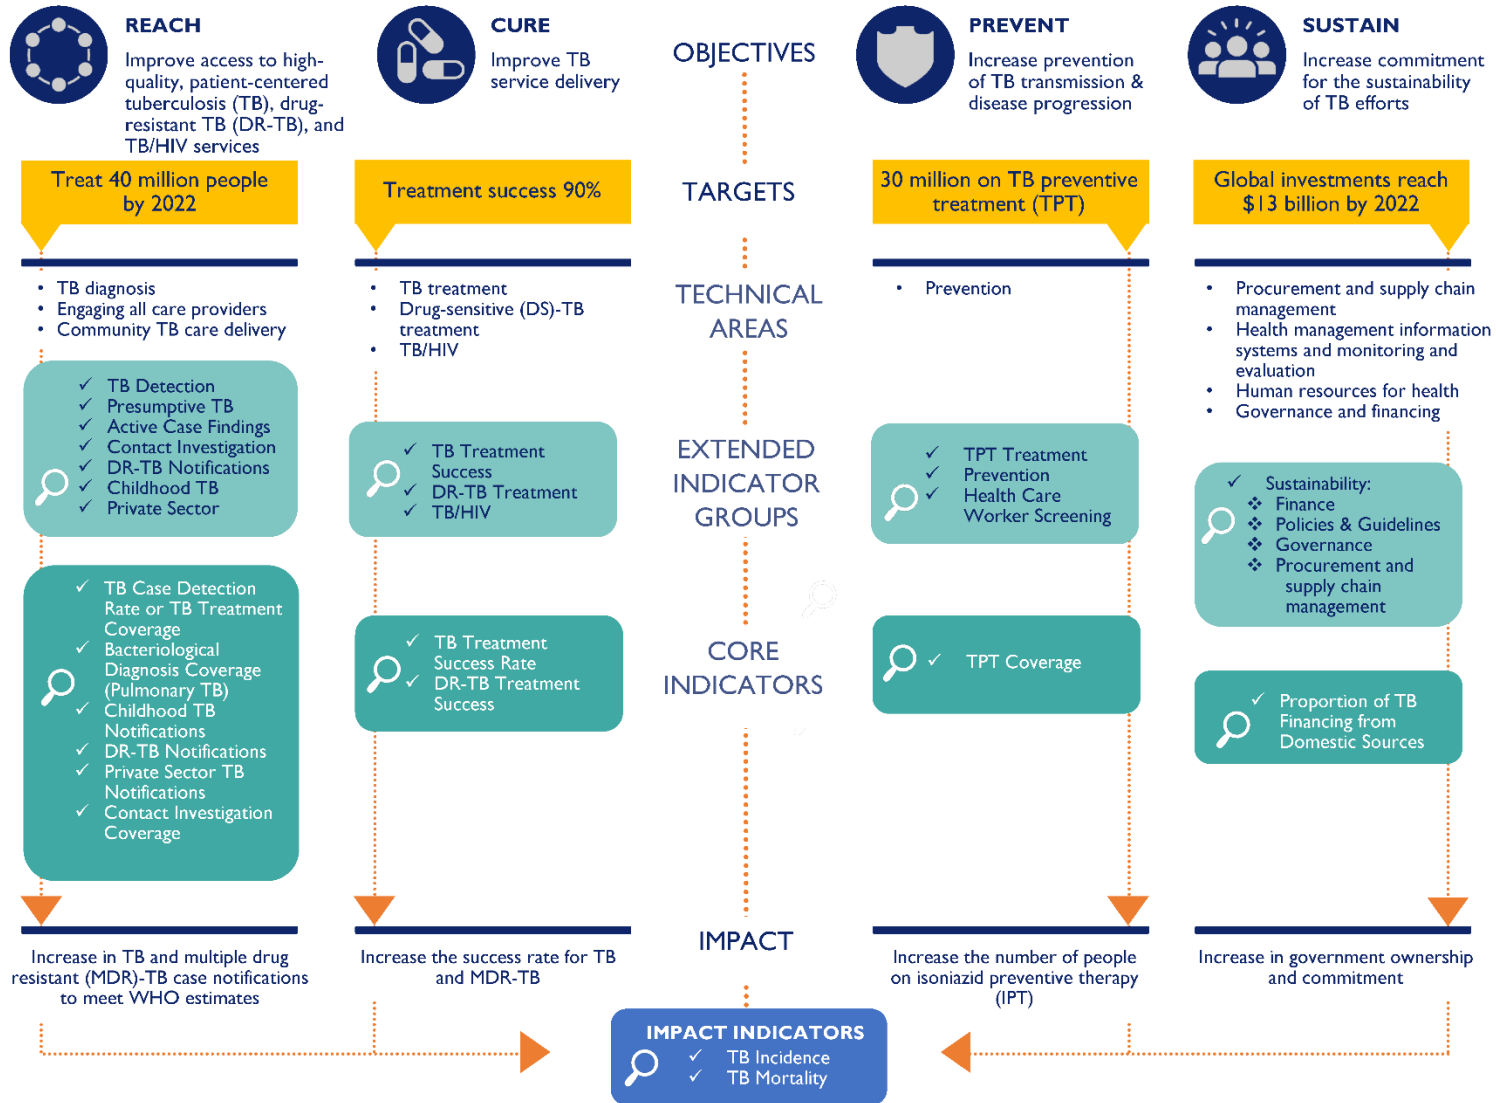 REACH
Improve access to high-
quality, patient-centered
tuberculosis (TB), drug-
resistant TB (DR-TB), and
TB/HIV services
CURE
Improve TB
service delivery
OBJECTIVES
PREVENT
Increase prevention
of TB transmission &
disease progression
SUSTAIN
Increase commitment
for the sustainability
of TB efforts
Treat 40 million people
by 2022
Treatment success 90%
TARGETS
30 million on TB preventive
treatment (TPT)
Global investments reach
$13 billion by 2022
• TB diagnosis
• Engaging all care providers
• Community TB care delivery
• TB treatment
• Drug-sensitive (DS)-TB
treatment
• TB/HIV
TECHNICAL
AREAS
• Prevention
• Procurement and supply chain
management
• Health management information
systems and monitoring and
evaluation
• Human resources for health
• Governance and financing
✓ TB Detection
✓ Presumptive TB
✓ Active Case Findings
✓ Contact Investigation
✓ DR-TB Notifications
✓ Childhood TB
✓ Private Sector
✓ TB Treatment
Success
✓ DR-TB Treatment
✓ TB/HIV
EXTENDED
INDICATOR
GROUPS
✓ TPT Treatment
✓ Prevention
✓ Health Care
Worker Screening
✓ Sustainability:
❖ Finance
❖ Policies & Guidelines
❖ Governance
❖ Procurement and
supply chain
management
✓ TB Case Detection
Rate or TB Treatment
Coverage
✓ Bacteriological
Diagnosis Coverage
(Pulmonary TB)
✓ Childhood TB
Notifications
✓ DR-TB Notifications
✓ Private Sector TB
Notifications
✓ Contact Investigation
Coverage
✓ TB Treatment
Success Rate
✓ DR-TB Treatment
Success
CORE
INDICATORS
✓ TPT Coverage
✓ Proportion of TB
Financing from
Domestic Sources
Increase in TB and multiple drug
resistant (MDR)-TB case notifications
to meet WHO estimates
Increase the success rate for TB
and MDR-TB
IMPACT
Increase the number of people
on isoniazid preventive therapy
(IPT)
Increase in government ownership
and commitment
IMPACT INDICATORS
✓ TB Incidence
✓ TB Mortality